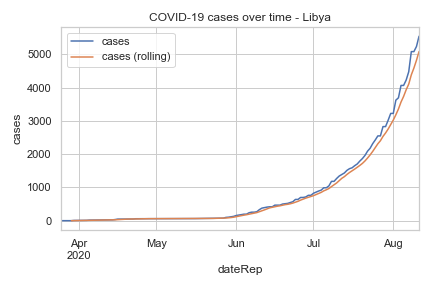 COVID-19 cases over time - Libya
cases
cases (rolling)
5000
4000
3000
2000
1000
0
cases
Apr
2020
May
Jun
Jul
Aug
dateRep